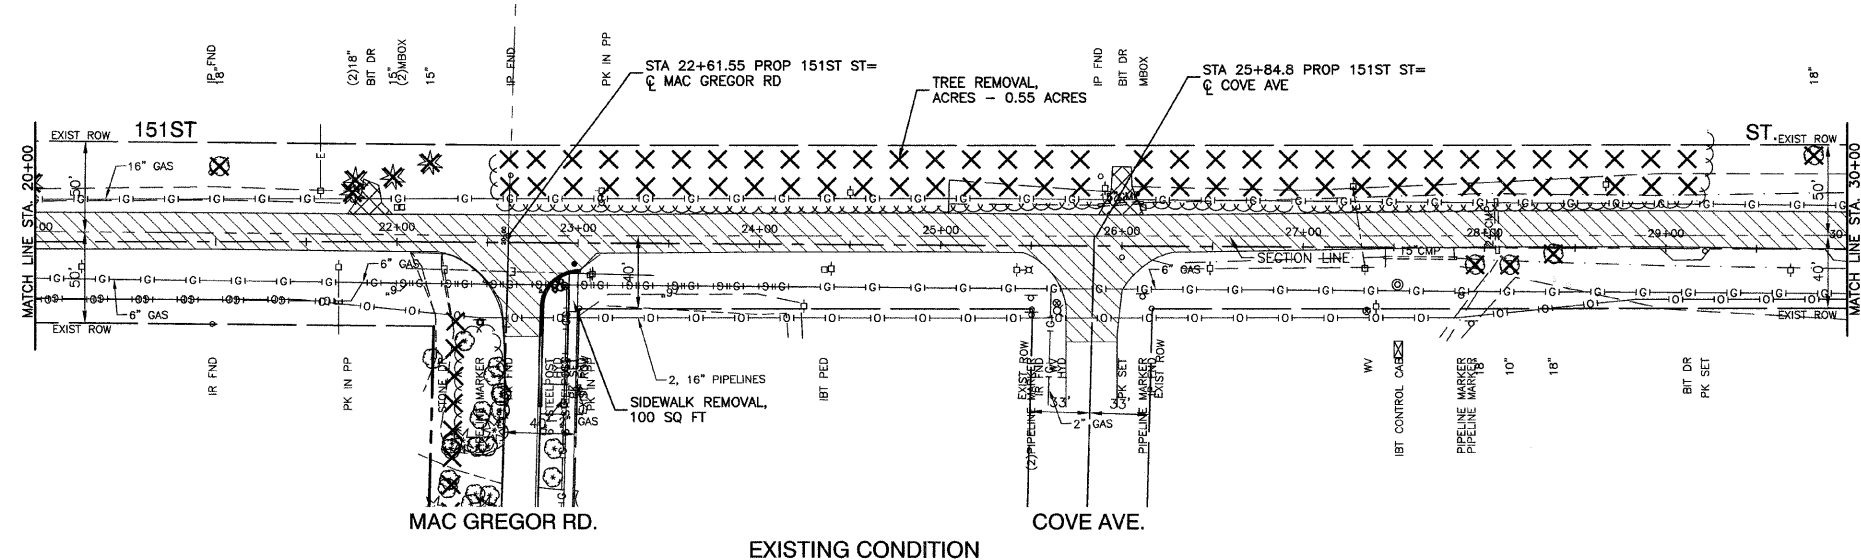 IP FND
18"
(2)18"
BIT DR
15"
(2)MBOX
15"
IP FND
PK IN PP
STA 22+61.55 PROP 151ST ST=
℄ MAC GREGOR RD
TREE REMOVAL,
ACRES - 0.55 ACRES
IP FND
BIT DR
MBOX
STA 25+84.8 PROP 151ST ST=
℄ COVE AVE
18"
EXIST ROW
151ST
ST.
EXIST ROW
16" GAS
50'
50'
MATCH LINE STA. 20+00
MATCH LINE STA. 30+00
22+00
23+00
24+00
25+00
26+00
27+00
28+00
29+00
30
SECTION LINE
15"CMP
50'
6" GAS
40'
6" GAS
40'
6" GAS
EXIST ROW
EXIST ROW
IR FND
PK IN PP
STONE DR
2, 16" PIPELINES
SIDEWALK REMOVAL,
100 SQ FT
PK IN PP
IBT PED
EXIST ROW
(2)PIPELINE MARKER
IR FND
WV
HYD
33'
33'
2" GAS
PK SET
PIPELINE MARKER
EXIST ROW
WV
IBT CONTROL CAB
PIPELINE MARKER
PIPELINE MARKER
18"
10"
18"
BIT DR
PK SET
MAC GREGOR RD.
COVE AVE.
EXISTING CONDITION